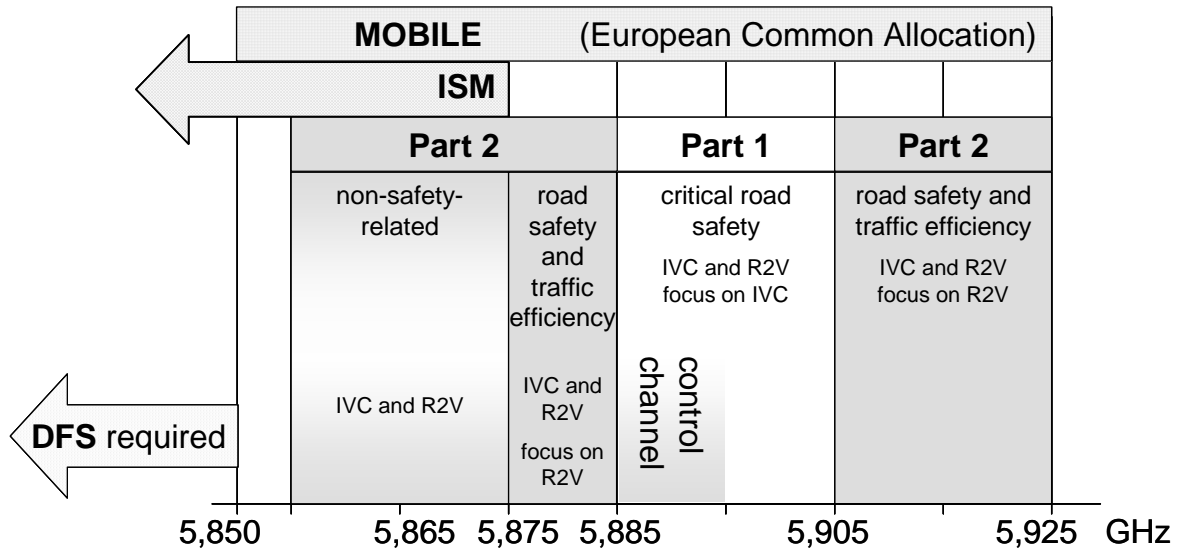 MOBILE (European Common Allocation)
ISM
Part 2 Part 1 Part 2
non-safety-
related
road
safety
and
traffic
efficiency
critical road
safety
road safety and
traffic efficiency
IVC and R2V
focus on IVC
IVC and R2V
focus on R2V
IVC and R2V
IVC and
R2V
focus on
R2V
control
channel
DFS required
5,850 5,865 5,875 5,885 5,905 5,925 GHz